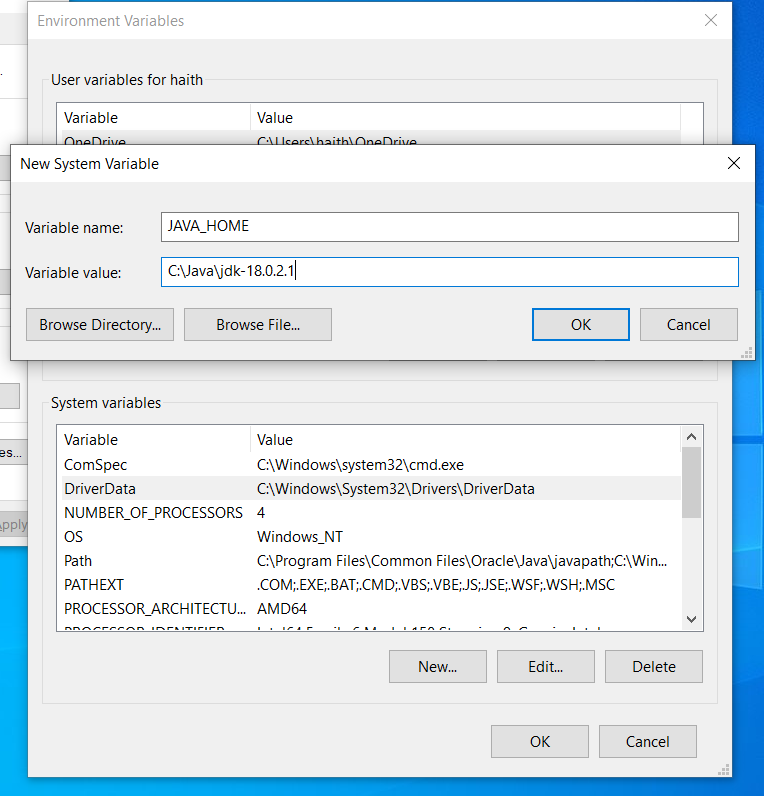 Environment Variables
User variables for haith
Variable Value
OneDrive C:\Users\haith\OneDrive
New System Variable
Variable name: JAVA_HOME
Variable value: C:\Java\jdk-18.0.2.1
Browse Directory... Browse File... OK Cancel
System variables
Variable Value
ComSpec C:\Windows\system32\cmd.exe
es...
DriverData C:\Windows\System32\Drivers\DriverData
NUMBER_OF_PROCESSORS 4
Apply
OS Windows_NT
Path C:\Program Files\Common Files\Oracle\Java\javapath;C:\Win...
PATHEXT .COM;.EXE;.BAT;.CMD;.VBS;.VBE;.JS;.JSE;.WSF;.WSH;.MSC
PROCESSOR_ARCHITECTU... AMD64
New... Edit... Delete
OK Cancel